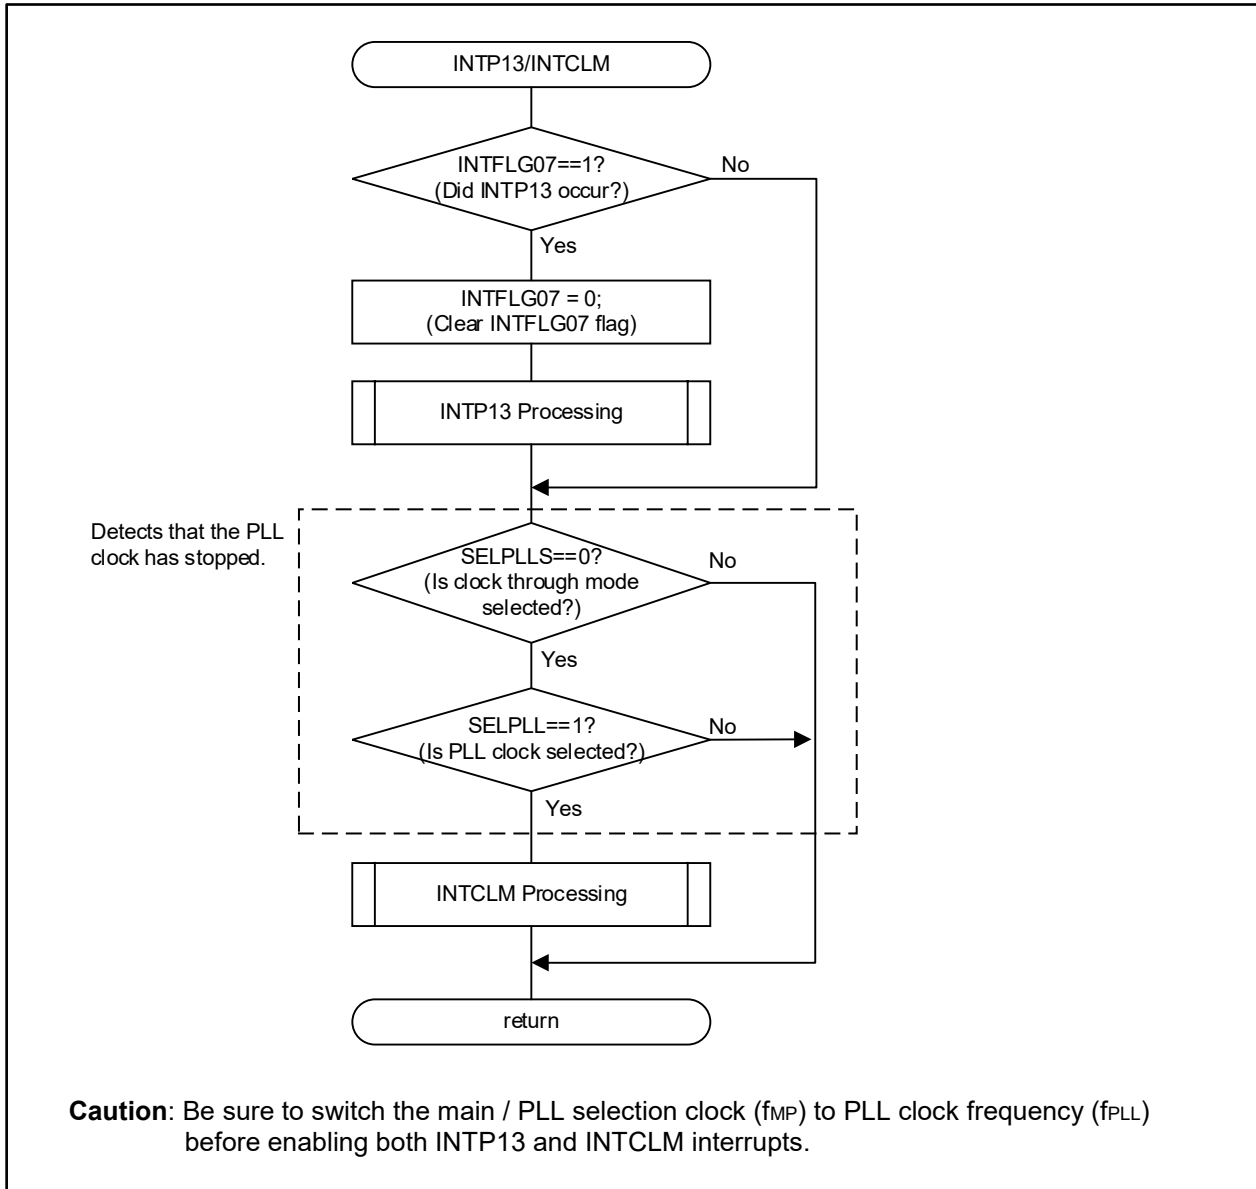 INTP13/INTCLM
INTFLG07==1?
(Did INTP13 occur?)
No
Yes
INTFLG07 = 0;
(Clear INTFLG07 flag)
INTP13 Processing
Detects that the PLL
clock has stopped.
SELPLLS==0?
(Is clock through mode
selected?)
No
Yes
SELPLL==1?
(Is PLL clock selected?)
No
Yes
INTCLM Processing
return
Caution: Be sure to switch the main / PLL selection clock (fMP) to PLL clock frequency (fPLL)
before enabling both INTP13 and INTCLM interrupts.